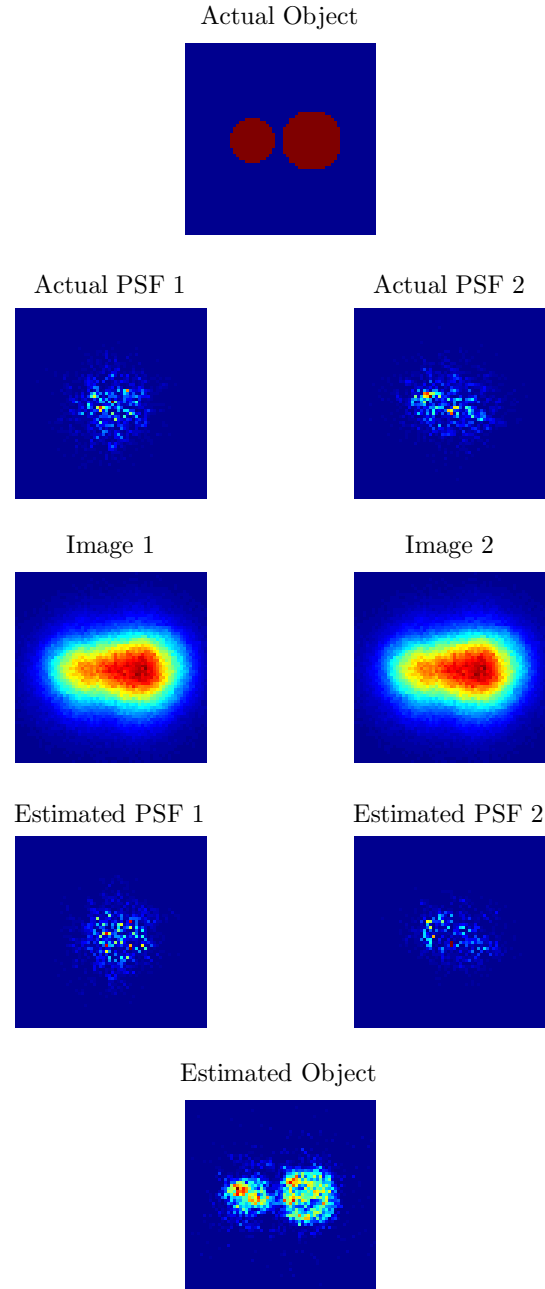 Actual Object
Actual PSF 1
Actual PSF 2
Image 1
Image 2
Estimated PSF 1
Estimated PSF 2
Estimated Object